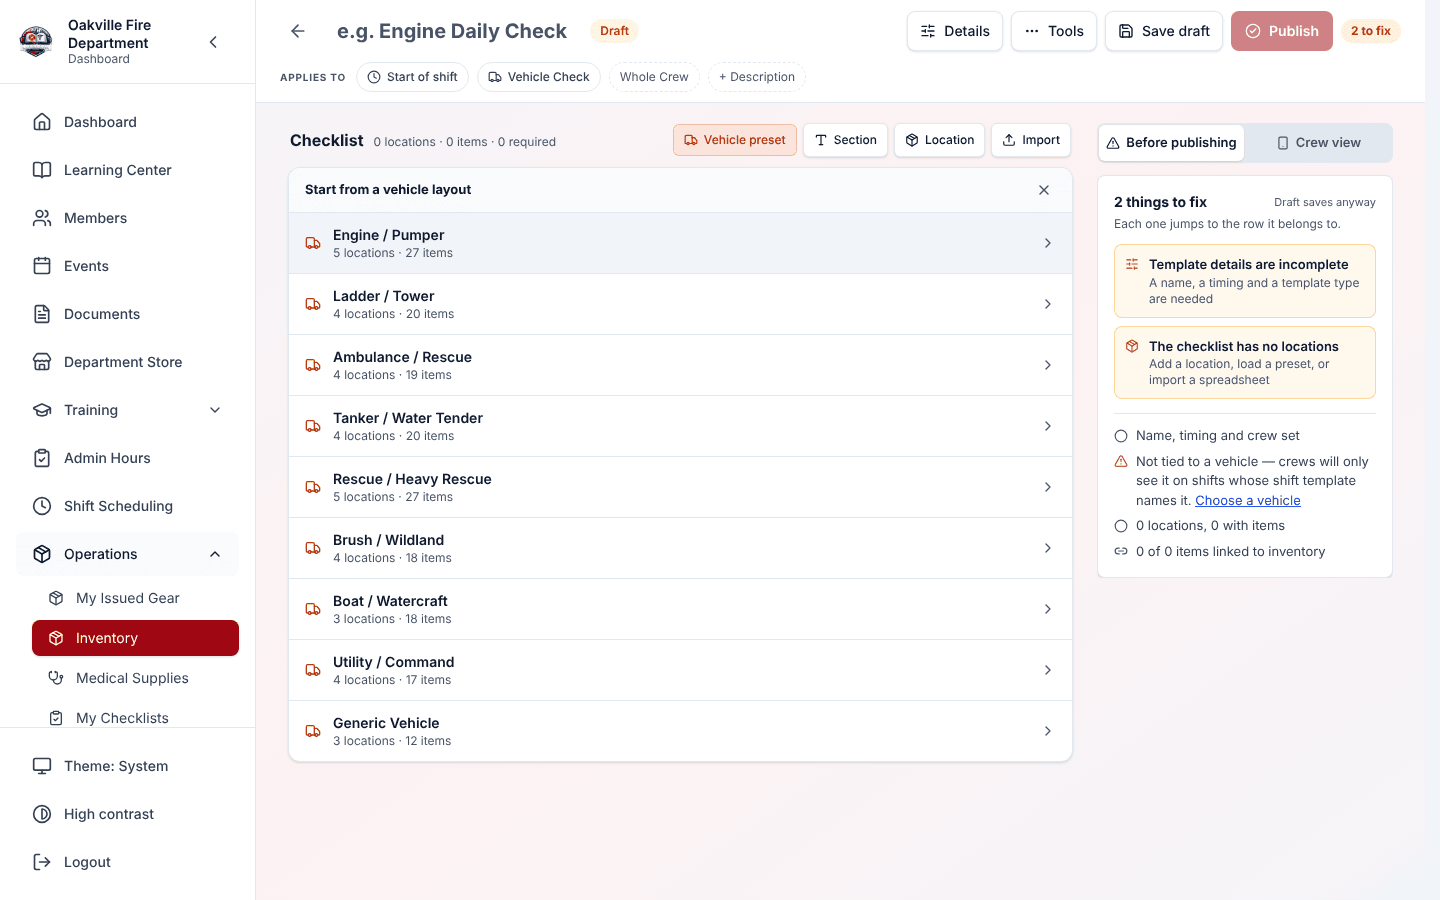 Oakville Fire
Department
Dashboard
Dashboard
Learning Center
Members
Events
Documents
Department Store
Training
Admin Hours
Shift Scheduling
Operations
My Issued Gear
Inventory
Medical Supplies
My Checklists
Theme: System
High contrast
Logout
e.g. Engine Daily Check
Draft
Details
Tools
Save draft
Publish
2 to fix
APPLIES TO
Start of shift
Vehicle Check
Whole Crew
+ Description
Checklist
0 locations · 0 items · 0 required
Vehicle preset
Section
Location
Import
Start from a vehicle layout
Engine / Pumper
5 locations · 27 items
Ladder / Tower
4 locations · 20 items
Ambulance / Rescue
4 locations · 19 items
Tanker / Water Tender
4 locations · 20 items
Rescue / Heavy Rescue
5 locations · 27 items
Brush / Wildland
4 locations · 18 items
Boat / Watercraft
3 locations · 18 items
Utility / Command
4 locations · 17 items
Generic Vehicle
3 locations · 12 items
Before publishing
Crew view
2 things to fix
Draft saves anyway
Each one jumps to the row it belongs to.
Template details are incomplete
A name, a timing and a template type
are needed
The checklist has no locations
Add a location, load a preset, or
import a spreadsheet
Name, timing and crew set
Not tied to a vehicle — crews will only
see it on shifts whose shift template
names it. Choose a vehicle
0 locations, 0 with items
0 of 0 items linked to inventory